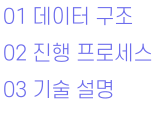 01 데이터 구조
02 진행 프로세스
03 기술 설명